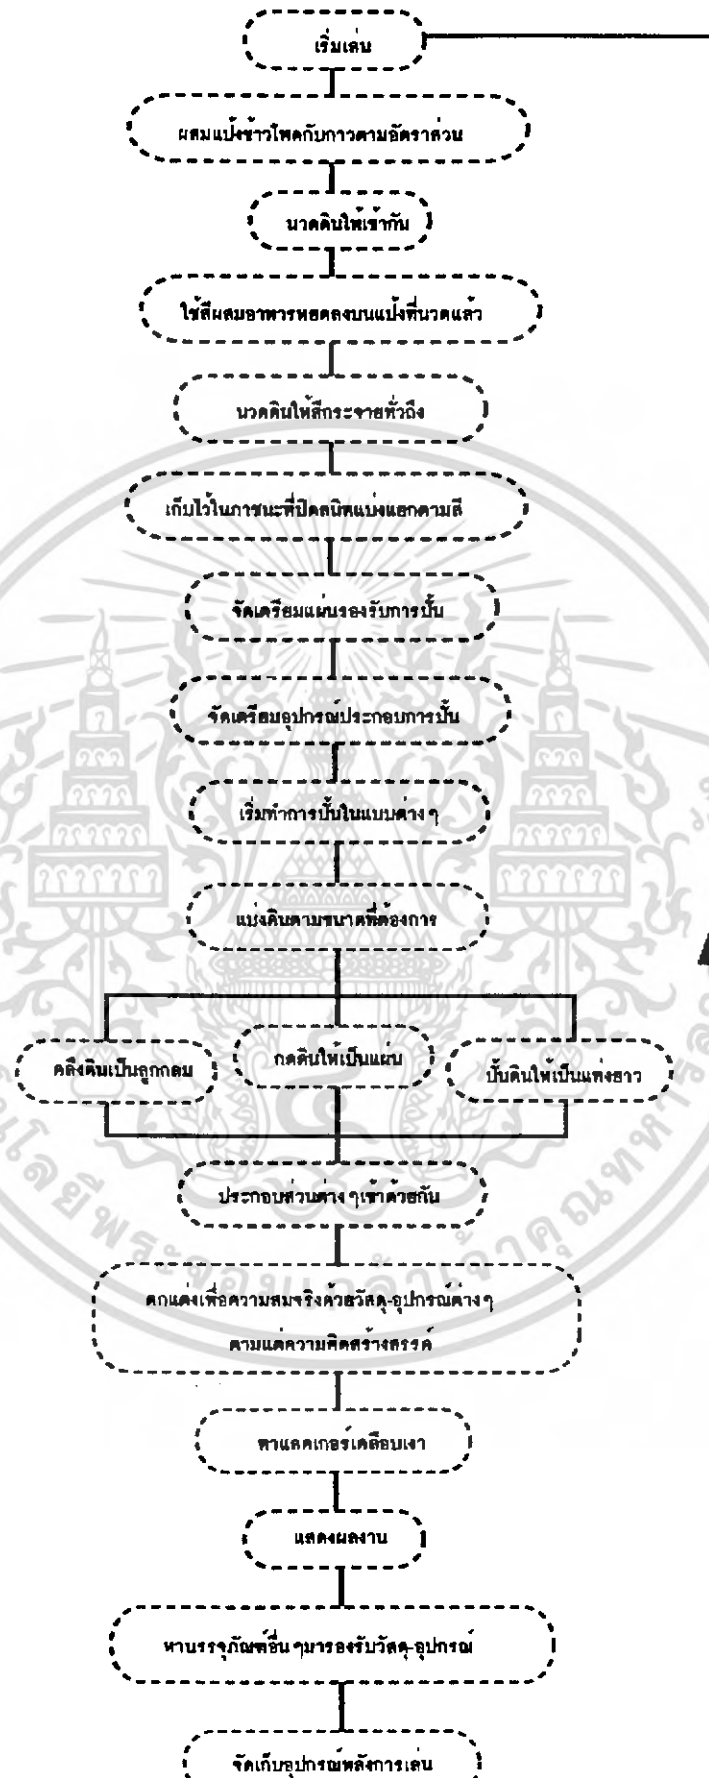 เริ่มเล่น
ผสมแป้งข้าวโพดกับกาวตามอัตราส่วน
นวดดินให้เข้ากัน
ใช้สีผสมอาหารหยดลงบนแป้งที่นวดแล้ว
นวดดินให้สีกระจายทั่วถึง
เก็บไว้ในภาชนะที่ปิดสนิทแบ่งแยกตามสี
จัดเตรียมแผ่นรองรับการปั้น
จัดเตรียมอุปกรณ์ประกอบการปั้น
เริ่มทำการปั้นในแบบต่าง ๆ
แบ่งดินตามขนาดที่ต้องการ
คลึงดินเป็นลูกกลม
กดดินให้เป็นแผ่น
ปั้นดินให้เป็นแท่งยาว
ประกอบส่วนต่าง ๆเข้าด้วยกัน
ตกแต่งเพื่อความสมจริงด้วยวัสดุ-อุปกรณ์ต่าง ๆ
ตามแต่ความคิดสร้างสรรค์
ทาแลคเกอร์เคลือบเงา
แสดงผลงาน
หาบรรจุภัณฑ์อื่น ๆมารองรับวัสดุ-อุปกรณ์
จัดเก็บอุปกรณ์หลังการเล่น